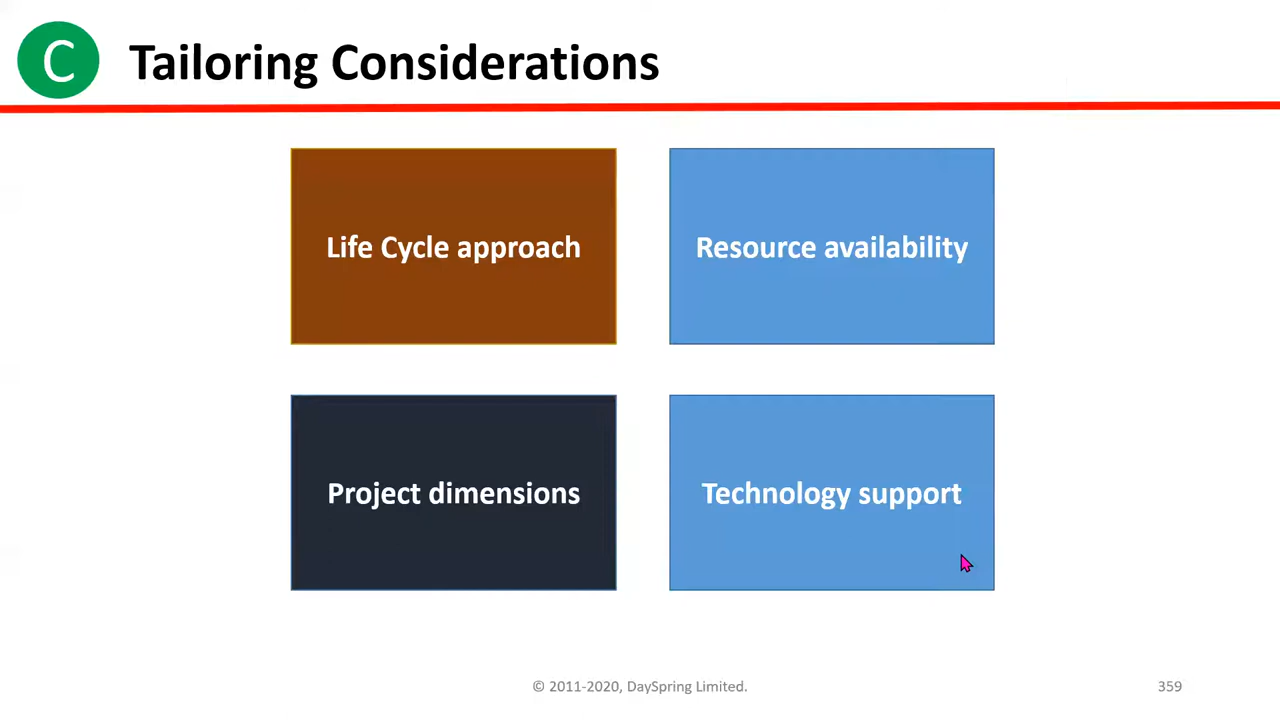 C
Tailoring Considerations
Life Cycle approach
Resource availability
Project dimensions
Technology support
© 2011-2020, DaySpring Limited.
359